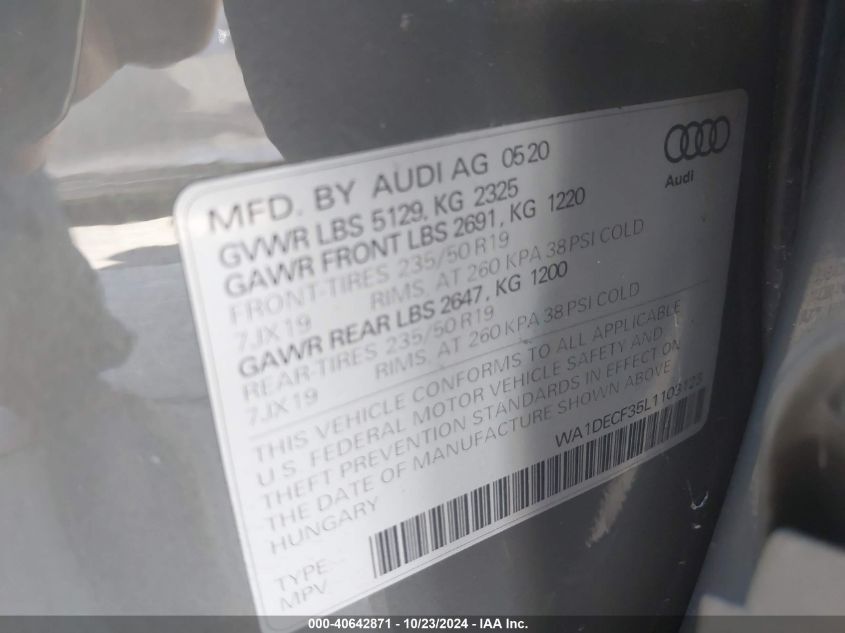 MFD. BY AUDI AG 0520
Audi
GVWR LBS 5129, KG 2325
GAWR FRONT LBS 2691, KG 1220
FRONT-TIRES 235/50 R19
7JX19 RIMS, AT 260 KPA 38 PSI COLD
GAWR REAR LBS 2647, KG 1200
REAR-TIRES 235/50 R19
7JX19 RIMS, AT 260 KPA 38 PSI COLD
THIS VEHICLE CONFORMS TO ALL APPLICABLE
U.S. FEDERAL MOTOR VEHICLE SAFETY AND
THEFT PREVENTION STANDARDS IN EFFECT ON
THE DATE OF MANUFACTURE SHOWN ABOVE.
HUNGARY WA1DECF35L1103125
TYPE
MPV
000-40642871 - 10/23/2024 - IAA Inc.